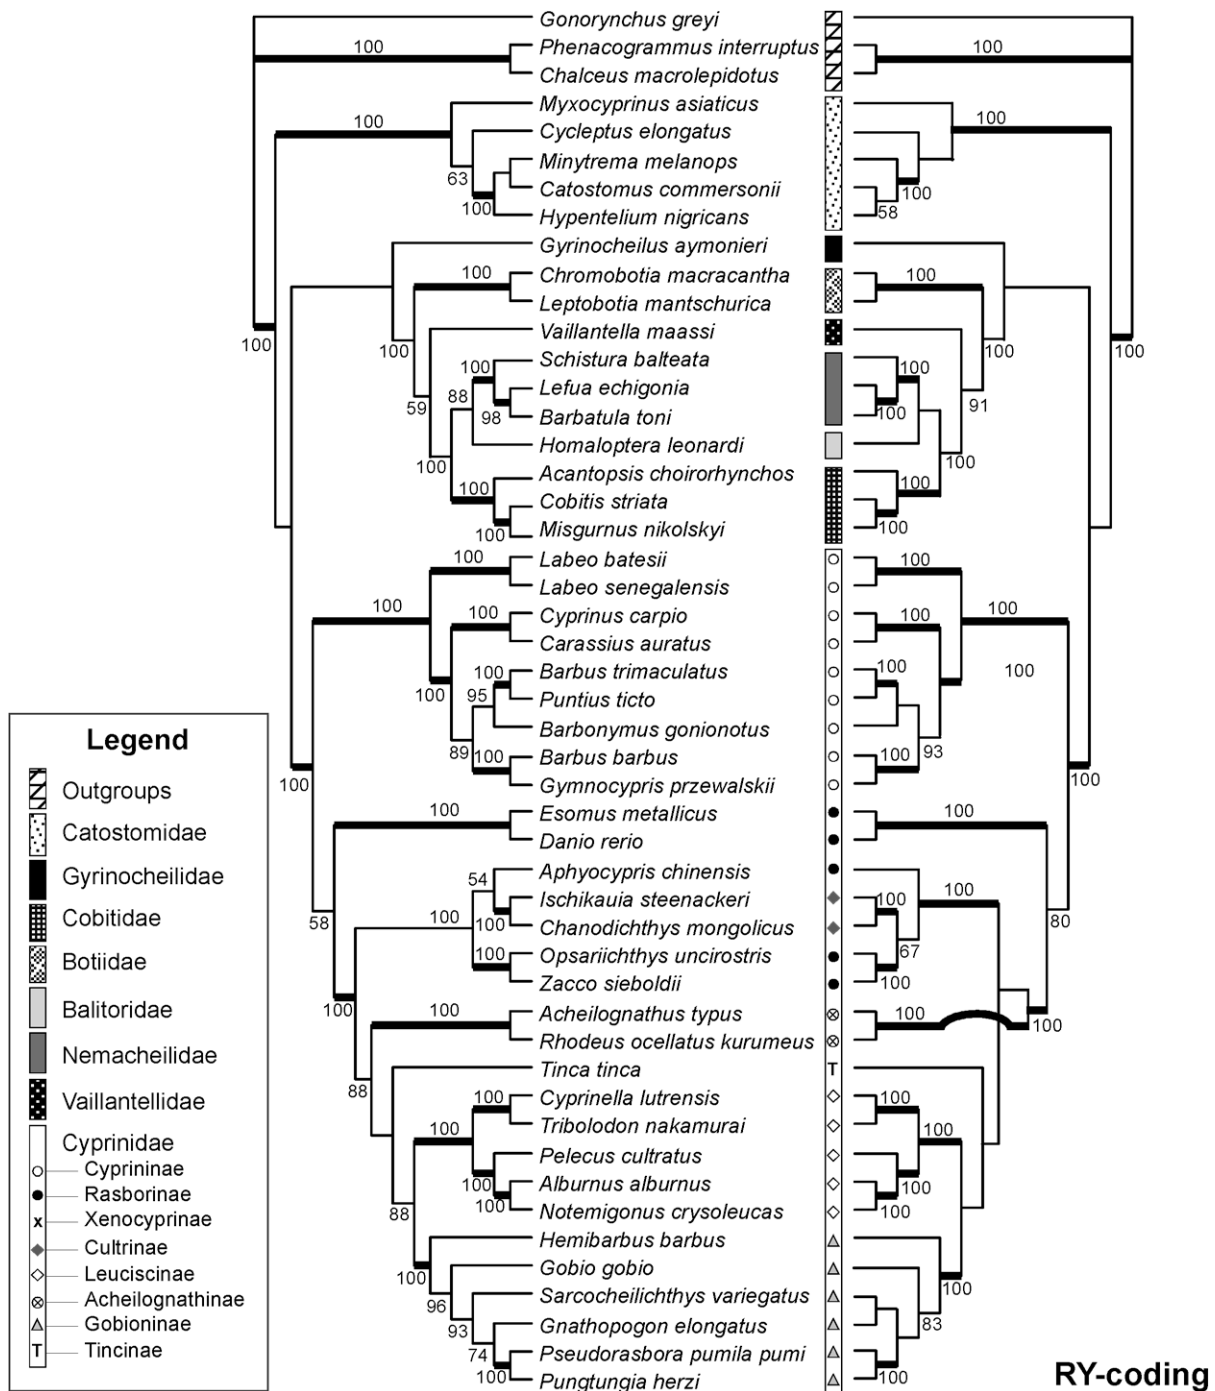 Gonorynchus greyi
100 Phenacogrammus interruptus 100
Chalceus macrolepidotus
Myxocyprinus asiaticus
100 Cycleptus elongatus 100
63 Minytrema melanops
Catostomus commersonii 100
100 Hypentelium nigricans 58
Gyrinocheilus aymonieri
100 Chromobotia macracantha 100
Leptobotia mantschurica
100 Vaillantella maassi 100
100 100 Schistura balteata 100
88 Lefua echigonia
59 98 Barbatula toni 100 91
Homaloptera leonardi
100 100 Acantopsis choirorhynchos 100 100
Cobitis striata
100 Misgurnus nikolskyi 100
100 Labeo batesii 100
Labeo senegalensis
100 100 Cyprinus carpio 100 100
Carassius auratus
100 95 100 Barbus trimaculatus 100 100
Puntius ticto
Barbonymus gonionotus
89 100 Barbus barbus 100 93
100 Gymnocypris przewalskii 100
100 Esomus metallicus 100
Danio rerio
54 Aphyocypris chinensis 100
Ischikauia steenackeri 100
58 100 100 Chanodichthys mongolicus 80
100 Opsariichthys uncirostris 67
Zacco sieboldii 100
100 100 Acheilognathus typus 100 100
Rhodeus ocellatus kurumeus
88 Tinca tinca T
100 Cyprinella lutrensis 100
Tribolodon nakamurai 100
Pelecus cultratus
100 Alburnus alburnus 100
88 100 Notemigonus crysoleucas 100
Hemibarbus barbus
100 Gobio gobio 100
96 Sarcocheilichthys variegatus
93 Gnathopogon elongatus 83
74 Pseudorasbora pumila pumi
100 Pungtungia herzi 100
RY-coding
Legend
Outgroups
Catostomidae
Gyrinocheilidae
Cobitidae
Botiidae
Balitoridae
Nemacheilidae
Vaillantellidae
Cyprinidae
Cyprininae
Rasborinae
x Xenocyprinae
Cultrinae
Leuciscinae
Acheilognathinae
Gobioninae
T Tincinae